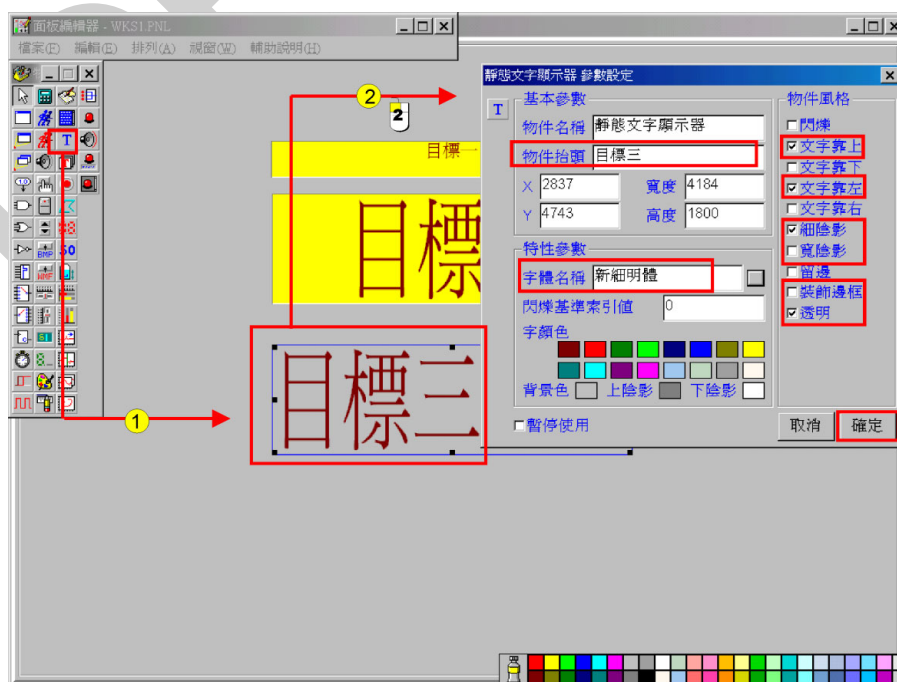 面板編輯器 - WKS1.PNL
檔案(F) 編輯(E) 排列(A) 視窗(W) 輔助說明(H)
T
1.0
BMP
SO
WMF
目標一
目標
目標三
1
2
2
靜態文字顯示器 參數設定
T
基本參數
物件名稱 靜態文字顯示器
物件抬頭 目標三
X 2837 寬度 4184
Y 4743 高度 1800
特性參數
字體名稱 新細明體
閃爍基準索引值 0
字顏色
背景色 上陰影 下陰影
暫停使用
物件風格
閃爍
文字靠上
文字靠下
文字靠左
文字靠右
細陰影
寬陰影
留邊
裝飾邊框
透明
取消 確定